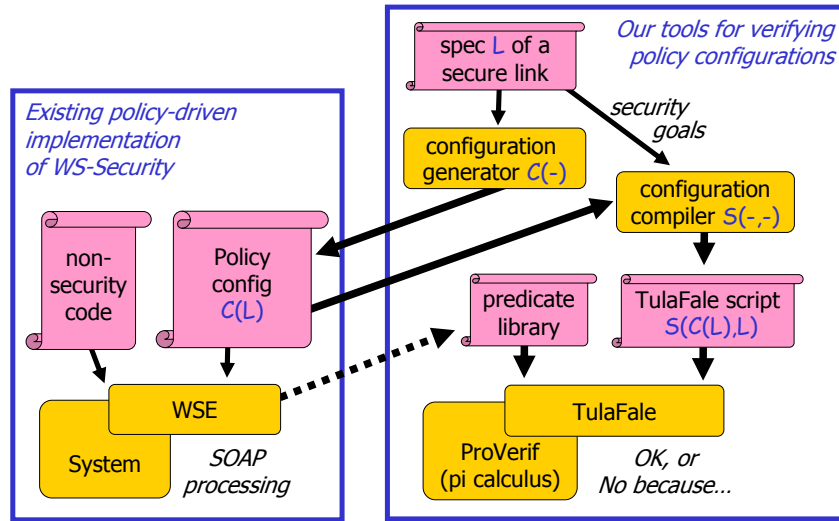 Existing policy-driven
implementation
of WS-Security
non-
security
code
Policy
config
C(L)
WSE
System
SOAP
processing
Our tools for verifying
policy configurations
spec L of a
secure link
security
goals
configuration
generator C(-)
configuration
compiler S(-,-)
predicate
library
TulaFale script
S(C(L),L)
TulaFale
ProVerif
(pi calculus)
OK, or
No because…